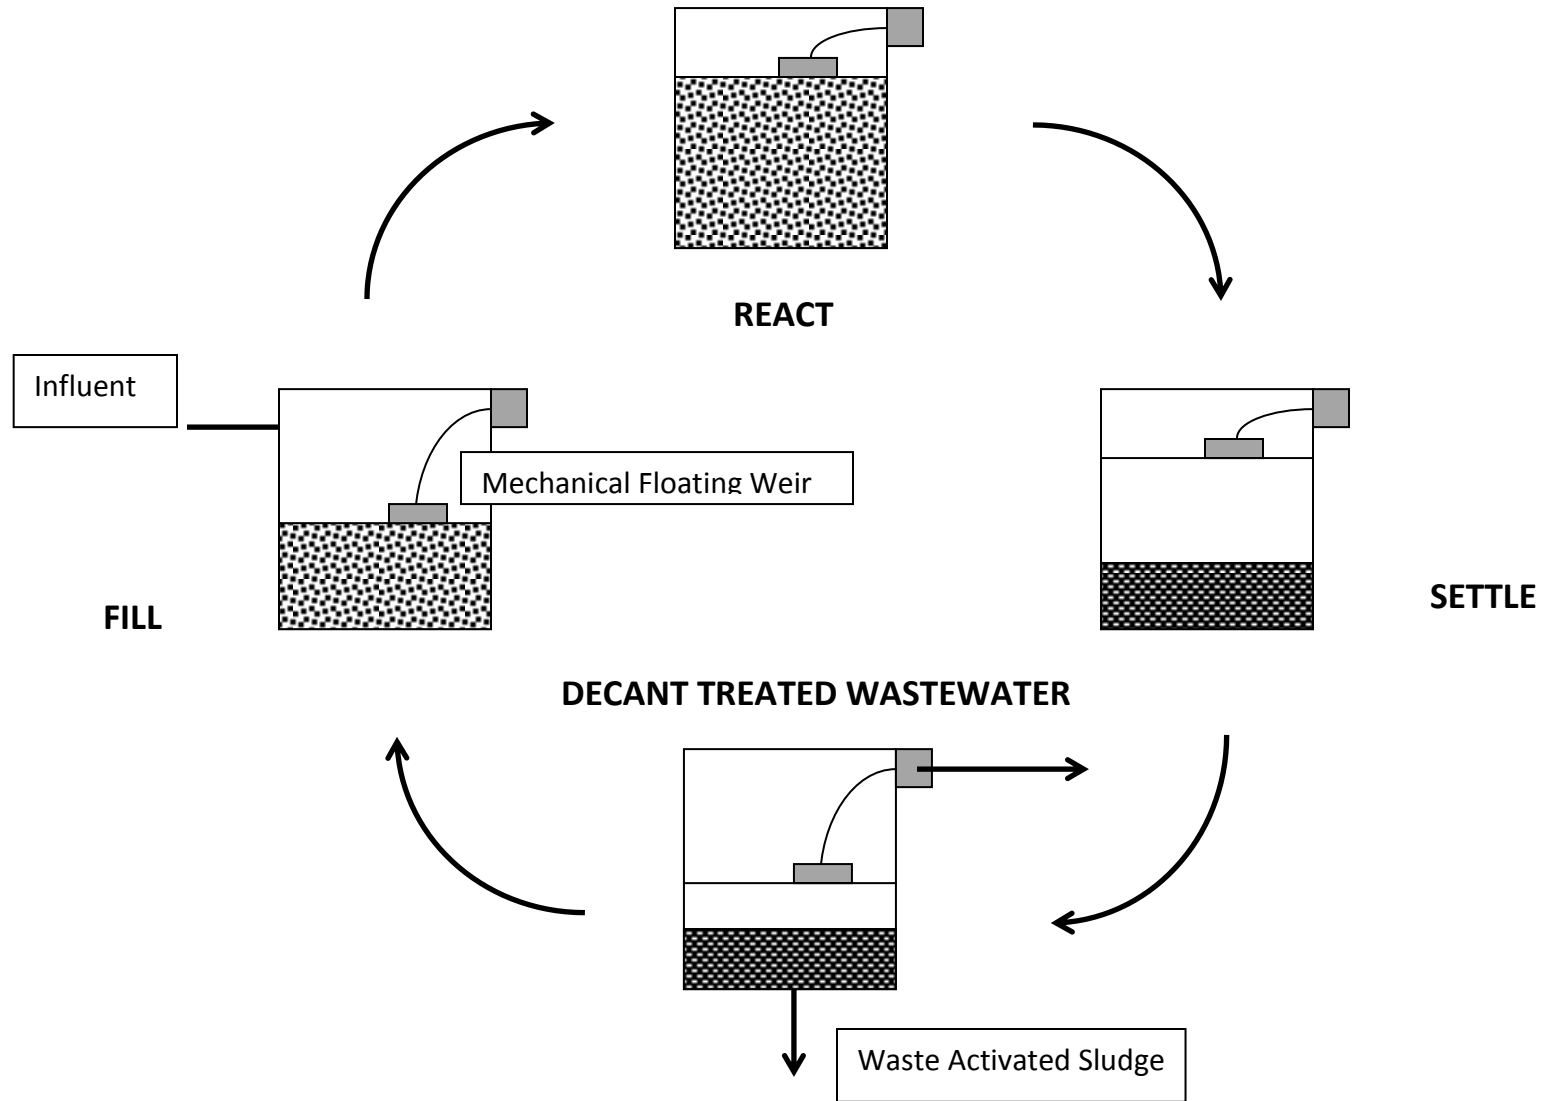 REACT
Influent
Mechanical Floating Weir
FILL
SETTLE
DECANT TREATED WASTEWATER
Waste Activated Sludge